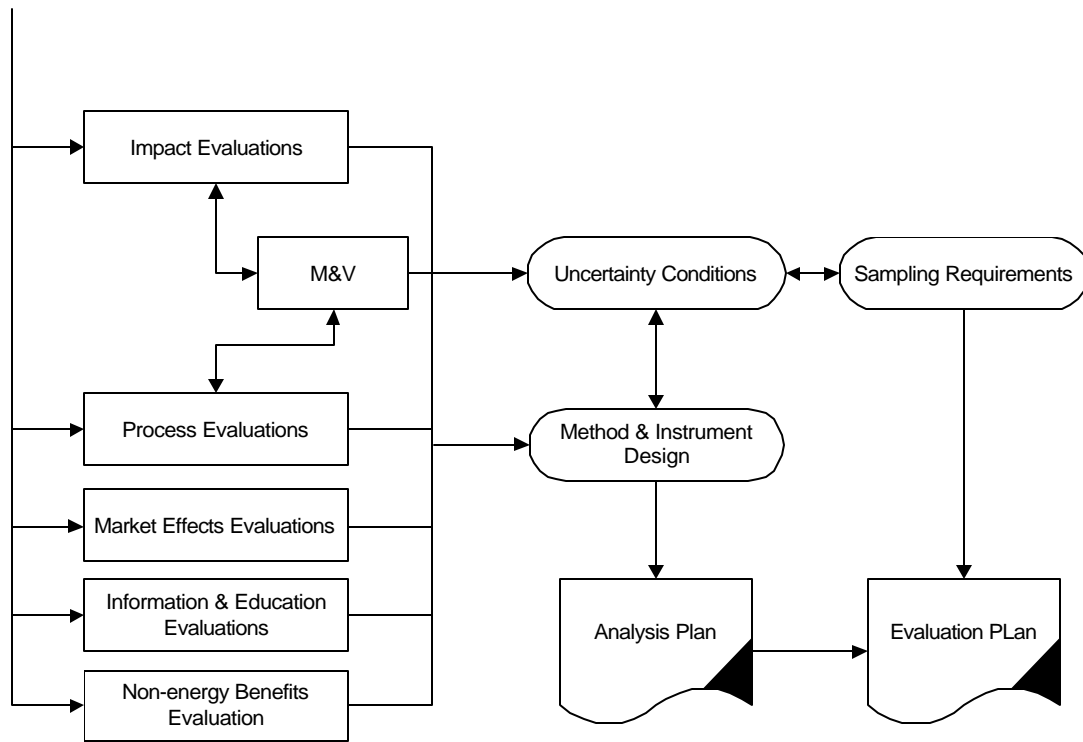 Impact Evaluations
M&V
Uncertainty Conditions
Sampling Requirements
Process Evaluations
Method & Instrument
Design
Market Effects Evaluations
Information & Education
Evaluations
Analysis Plan
Evaluation PLan
Non-energy Benefits
Evaluation